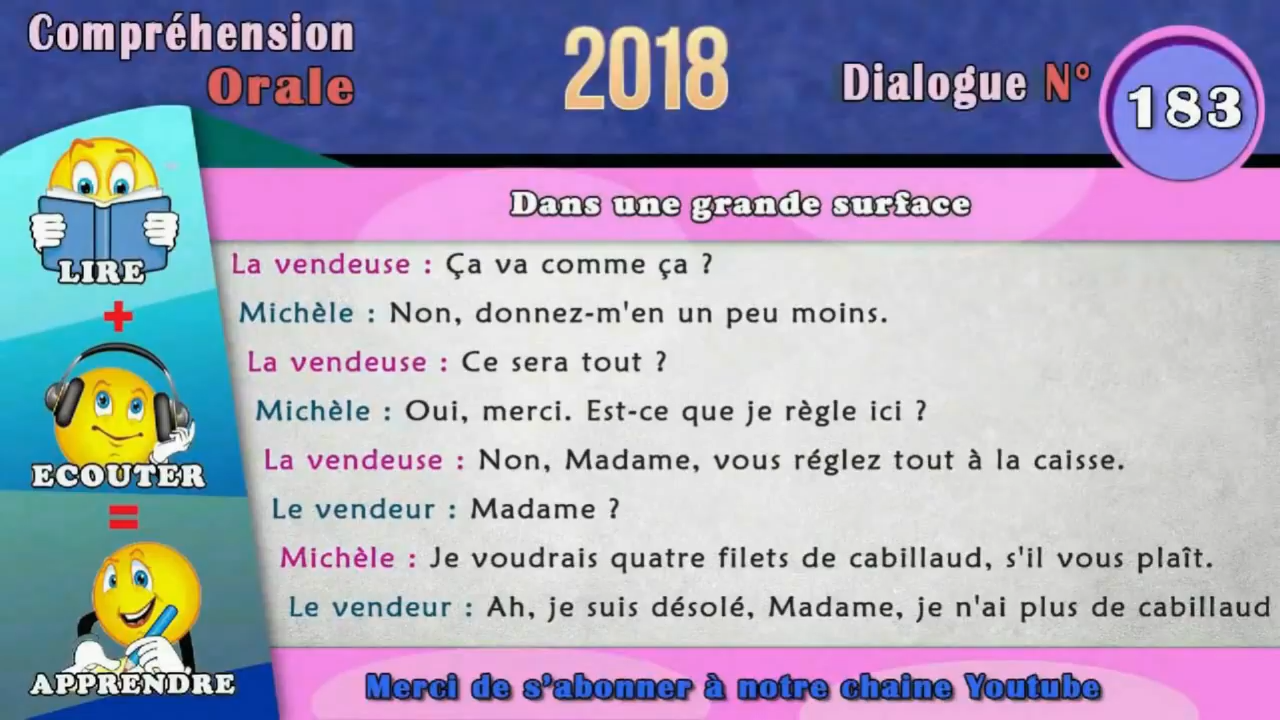 Compréhension
Orale
2018
Dialogue N°
183
Dans une grande surface
La vendeuse : Ça va comme ça ?
Michèle : Non, donnez-m'en un peu moins.
La vendeuse : Ce sera tout ?
Michèle : Oui, merci. Est-ce que je règle ici ?
La vendeuse : Non, Madame, vous réglez tout à la caisse.
Le vendeur : Madame ?
Michèle : Je voudrais quatre filets de cabillaud, s'il vous plaît.
Le vendeur : Ah, je suis désolé, Madame, je n'ai plus de cabillaud
LIRE
+
ECOUTER
=
APPRENDRE
Merci de s'abonner à notre chaine Youtube